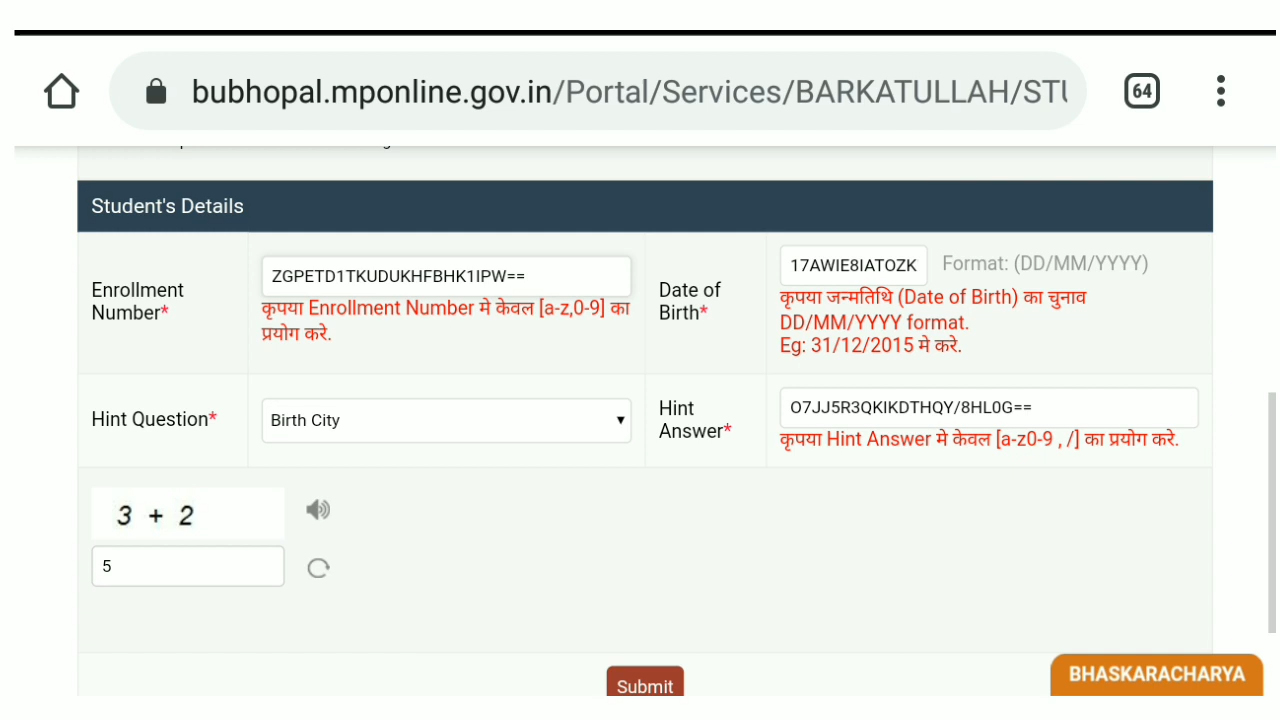 bubhopal.mponline.gov.in/Portal/Services/BARKATULLAH/STU
64
Student's Details
Enrollment
Number*
ZGPETD1TKUDUKHFBHK1IPW==
कृपया Enrollment Number मे केवल [a-z,0-9] का
प्रयोग करे.
Date of
Birth*
17AWIE8IATOZK
Format: (DD/MM/YYYY)
कृपया जन्मतिथि (Date of Birth) का चुनाव
DD/MM/YYYY format.
Eg: 31/12/2015 मे करे.
Hint Question*
Birth City
Hint
Answer*
O7JJ5R3QKIKDTHQY/8HL0G==
कृपया Hint Answer मे केवल [a-z0-9 , /] का प्रयोग करे.
3 + 2
5
Submit
BHASKARACHARYA